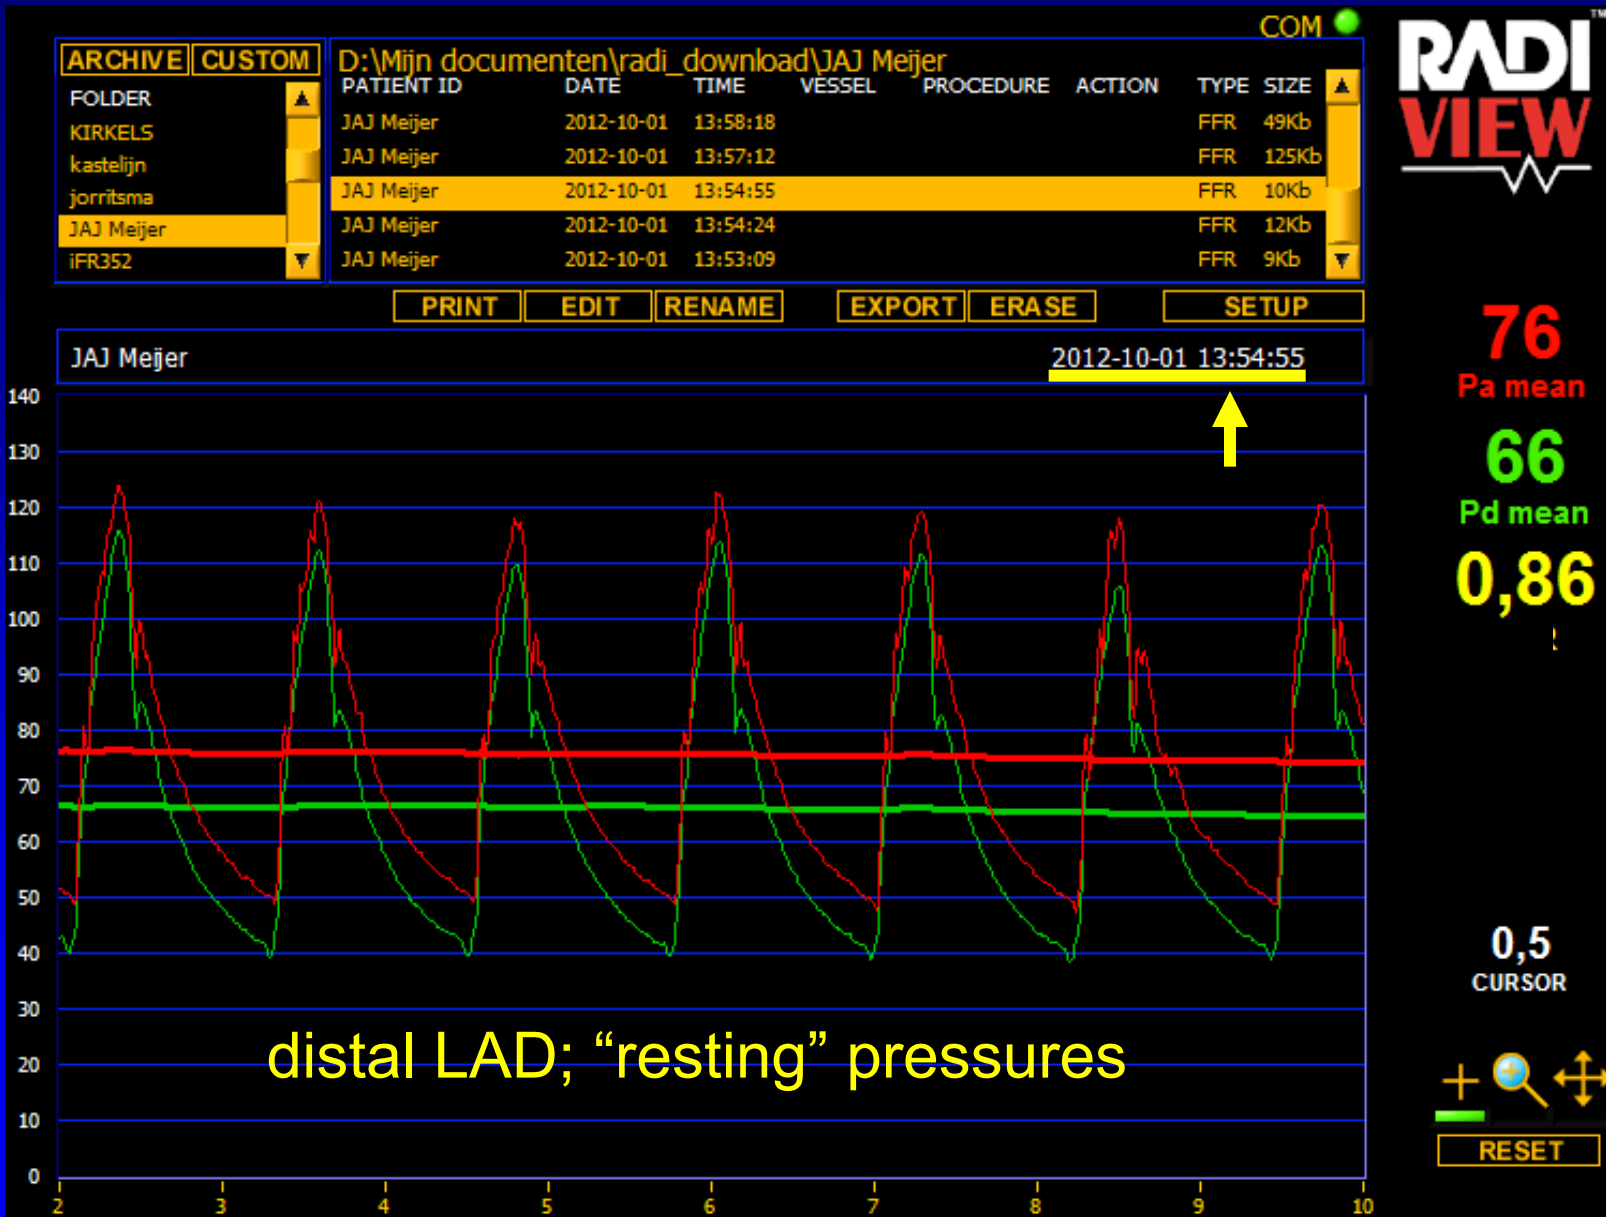 COM
RADI™
VIEW
ARCHIVE CUSTOM
FOLDER
KIRKELS
kastelijn
jorritsma
JAJ Meijer
iFR352
D:\Mijn documenten\radi_download\JAJ Meijer
PATIENT ID DATE TIME VESSEL PROCEDURE ACTION TYPE SIZE
JAJ Meijer 2012-10-01 13:58:18 FFR 49Kb
JAJ Meijer 2012-10-01 13:57:12 FFR 125Kb
JAJ Meijer 2012-10-01 13:54:55 FFR 10Kb
JAJ Meijer 2012-10-01 13:54:24 FFR 12Kb
JAJ Meijer 2012-10-01 13:53:09 FFR 9Kb
PRINT EDIT RENAME EXPORT ERASE SETUP
JAJ Meijer 2012-10-01 13:54:55
76
Pa mean
66
Pd mean
0,86
0,5
CURSOR
RESET
140
130
120
110
100
90
80
70
60
50
40
30
20
10
0
distal LAD; “resting” pressures
2 3 4 5 6 7 8 9 10